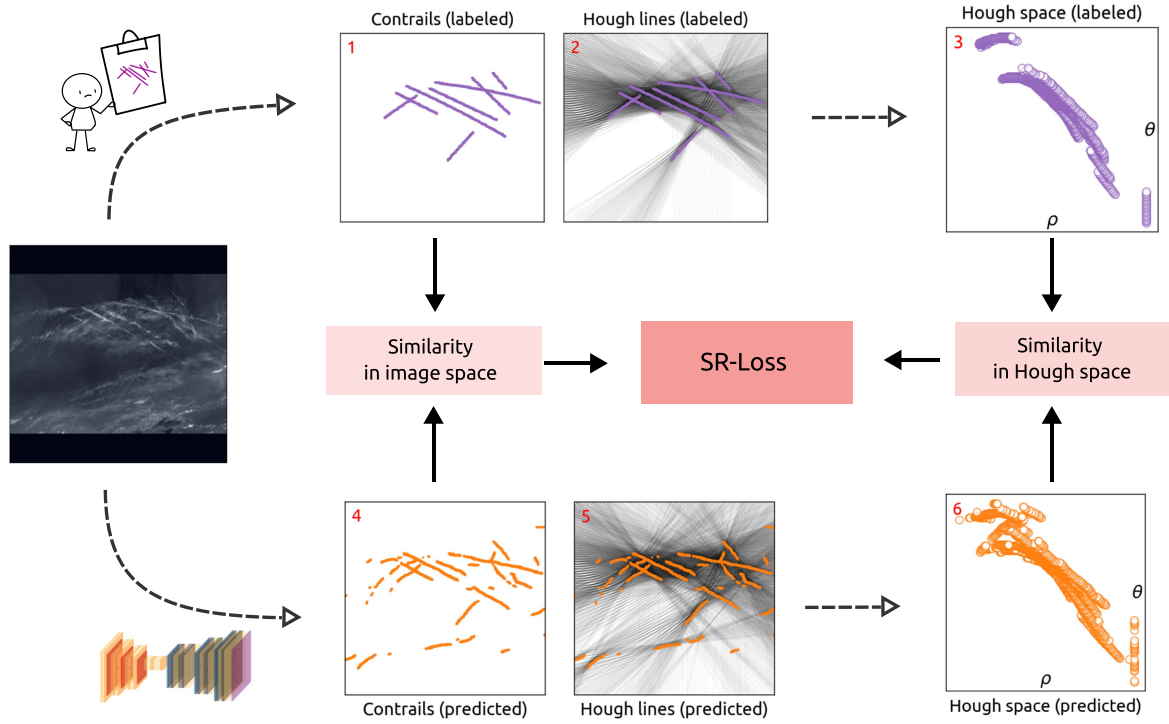 Contrails (labeled)
Hough lines (labeled)
Hough space (labeled)
1
2
3
θ
ρ
Similarity
in image space
SR-Loss
Similarity
in Hough space
4
5
6
θ
ρ
Contrails (predicted)
Hough lines (predicted)
Hough space (predicted)